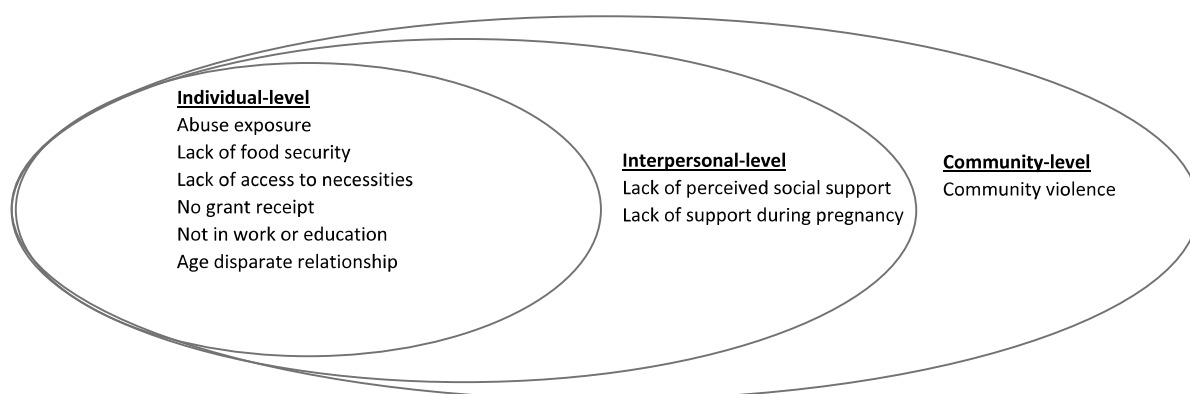 Individual-level
Abuse exposure
Lack of food security
Lack of access to necessities
No grant receipt
Not in work or education
Age disparate relationship
Interpersonal-level
Lack of perceived social support
Lack of support during pregnancy
Community-level
Community violence